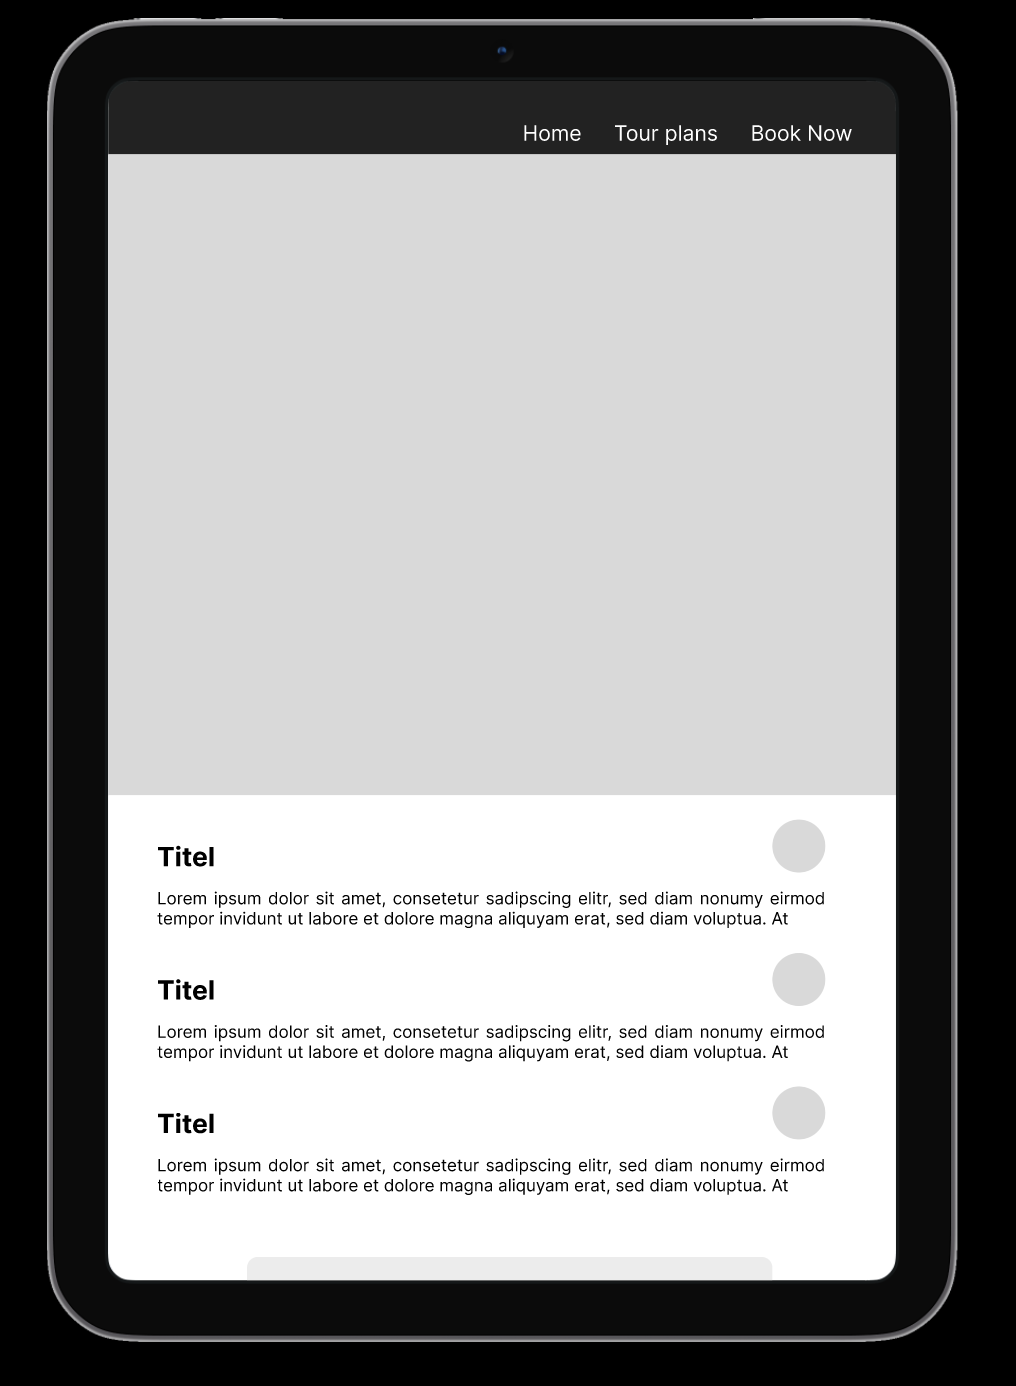 Home Tour plans Book Now
Titel
Lorem ipsum dolor sit amet, consetetur sadipscing elitr, sed diam nonumy eirmod
tempor invidunt ut labore et dolore magna aliquyam erat, sed diam voluptua. At
Titel
Lorem ipsum dolor sit amet, consetetur sadipscing elitr, sed diam nonumy eirmod
tempor invidunt ut labore et dolore magna aliquyam erat, sed diam voluptua. At
Titel
Lorem ipsum dolor sit amet, consetetur sadipscing elitr, sed diam nonumy eirmod
tempor invidunt ut labore et dolore magna aliquyam erat, sed diam voluptua. At